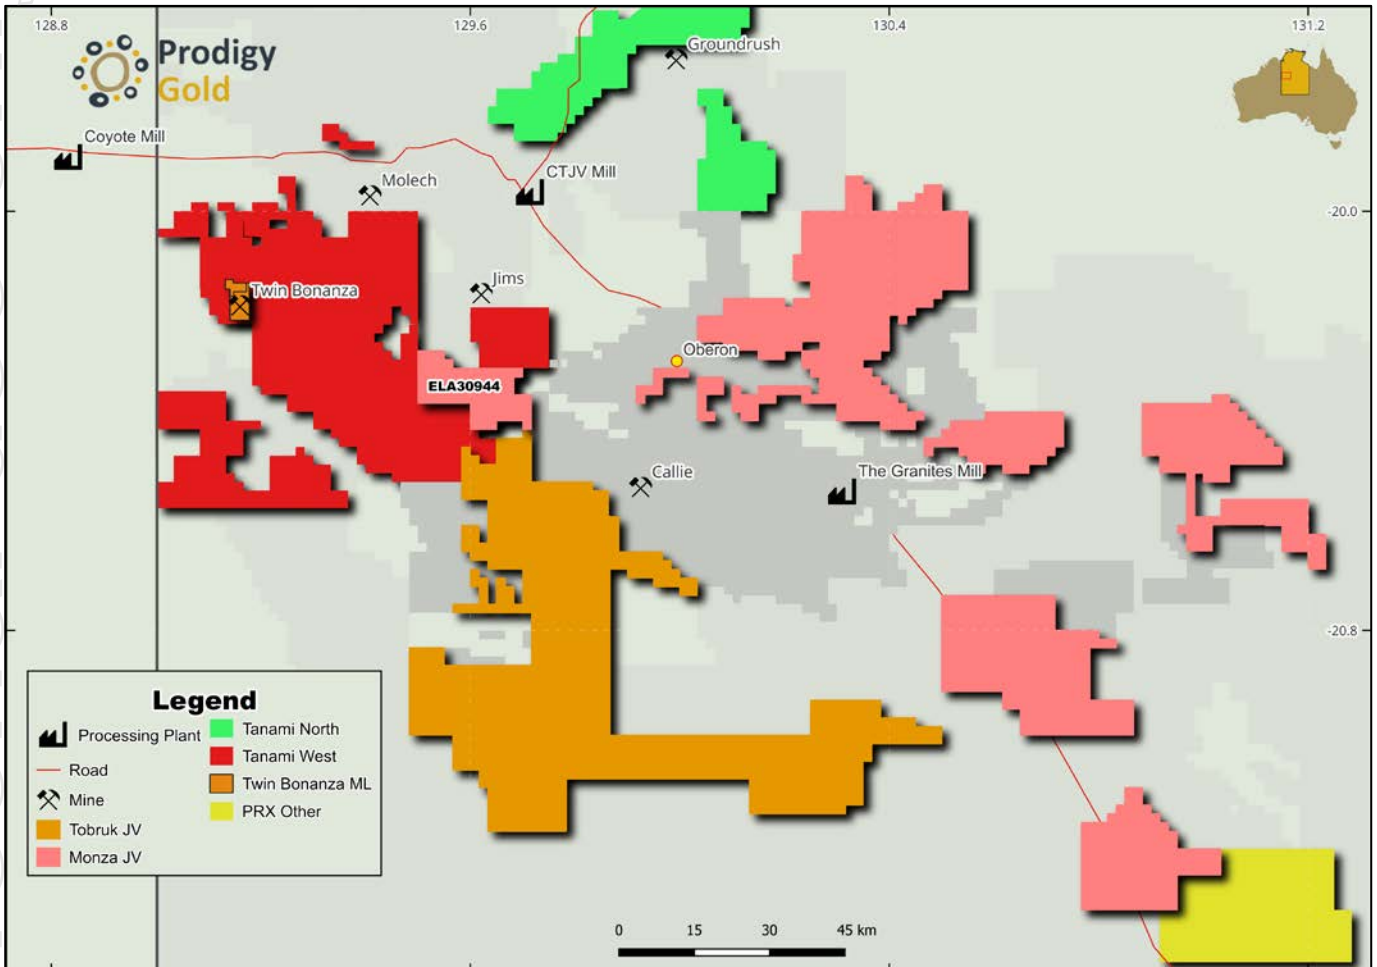 128.8
129.6
130.4
131.2
Prodigy
Gold
Groundrush
Coyote Mill
CTJV Mill
Molech
-20.0
Jims
Twin Bonanza
Oberon
ELA30944
Callie
The Granites Mill
-20.8
Legend
Processing Plant
Road
Mine
Tobruk JV
Monza JV
Tanami North
Tanami West
Twin Bonanza ML
PRX Other
0 15 30 45 km